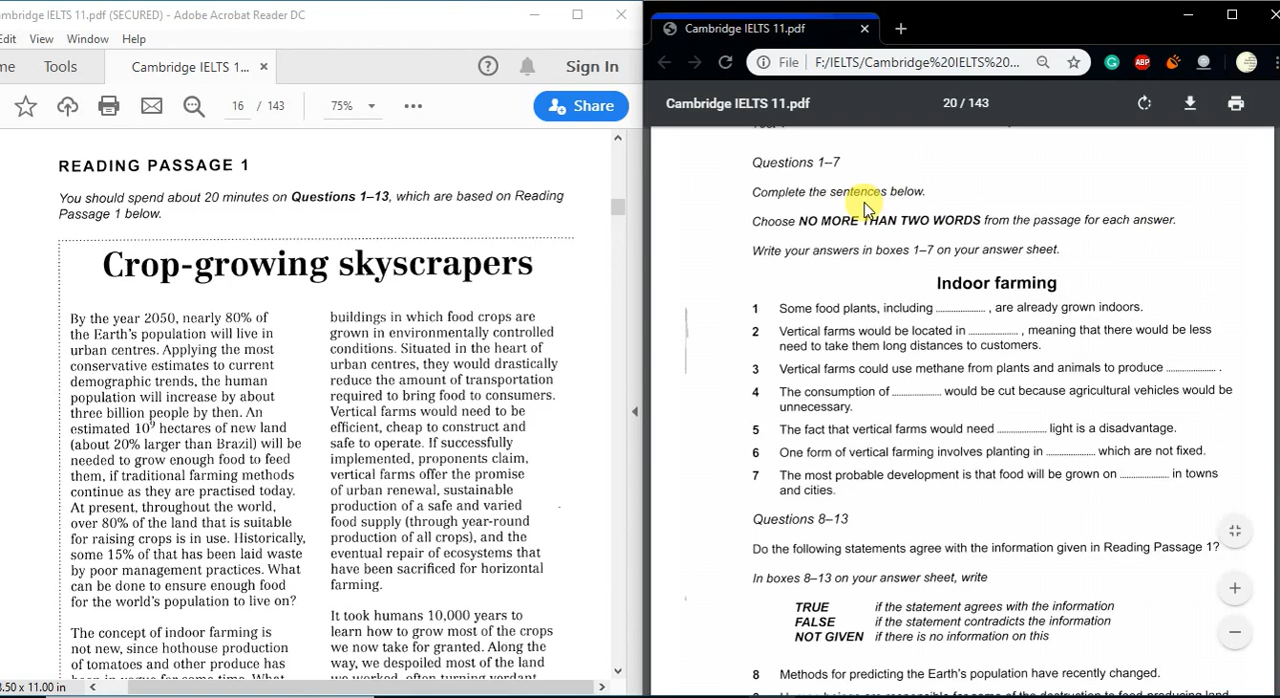 mbridge IELTS 11.pdf (SECURED) - Adobe Acrobat Reader DC
Edit View Window Help
me Tools Cambridge IELTS 1... ×
? Sign In
16 / 143 75% Share
READING PASSAGE 1
You should spend about 20 minutes on Questions 1–13, which are based on Reading
Passage 1 below.
Crop-growing skyscrapers
By the year 2050, nearly 80% of
the Earth's population will live in
urban centres. Applying the most
conservative estimates to current
demographic trends, the human
population will increase by about
three billion people by then. An
estimated 10⁹ hectares of new land
(about 20% larger than Brazil) will be
needed to grow enough food to feed
them, if traditional farming methods
continue as they are practised today.
At present, throughout the world,
over 80% of the land that is suitable
for raising crops is in use. Historically,
some 15% of that has been laid waste
by poor management practices. What
can be done to ensure enough food
for the world's population to live on?
The concept of indoor farming is
not new, since hothouse production
of tomatoes and other produce has
been in vogue for some time. What
buildings in which food crops are
grown in environmentally controlled
conditions. Situated in the heart of
urban centres, they would drastically
reduce the amount of transportation
required to bring food to consumers.
Vertical farms would need to be
efficient, cheap to construct and
safe to operate. If successfully
implemented, proponents claim,
vertical farms offer the promise
of urban renewal, sustainable
production of a safe and varied
food supply (through year-round
production of all crops), and the
eventual repair of ecosystems that
have been sacrificed for horizontal
farming.
It took humans 10,000 years to
learn how to grow most of the crops
we now take for granted. Along the
way, we despoiled most of the land
we worked, often turning verdant
8.50 x 11.00 in
Cambridge IELTS 11.pdf
File F:/IELTS/Cambridge%20IELTS%20...
G ABP
Cambridge IELTS 11.pdf 20 / 143
Questions 1–7
Complete the sentences below.
Choose NO MORE THAN TWO WORDS from the passage for each answer.
Write your answers in boxes 1–7 on your answer sheet.
Indoor farming
1 Some food plants, including .................... , are already grown indoors.
2 Vertical farms would be located in .................... , meaning that there would be less
need to take them long distances to customers.
3 Vertical farms could use methane from plants and animals to produce .................... .
4 The consumption of .................... would be cut because agricultural vehicles would be
unnecessary.
5 The fact that vertical farms would need .................... light is a disadvantage.
6 One form of vertical farming involves planting in .................... which are not fixed.
7 The most probable development is that food will be grown on .................... in towns
and cities.
Questions 8–13
Do the following statements agree with the information given in Reading Passage 1?
In boxes 8–13 on your answer sheet, write
TRUE if the statement agrees with the information
FALSE if the statement contradicts the information
NOT GIVEN if there is no information on this
8 Methods for predicting the Earth's population have recently changed.